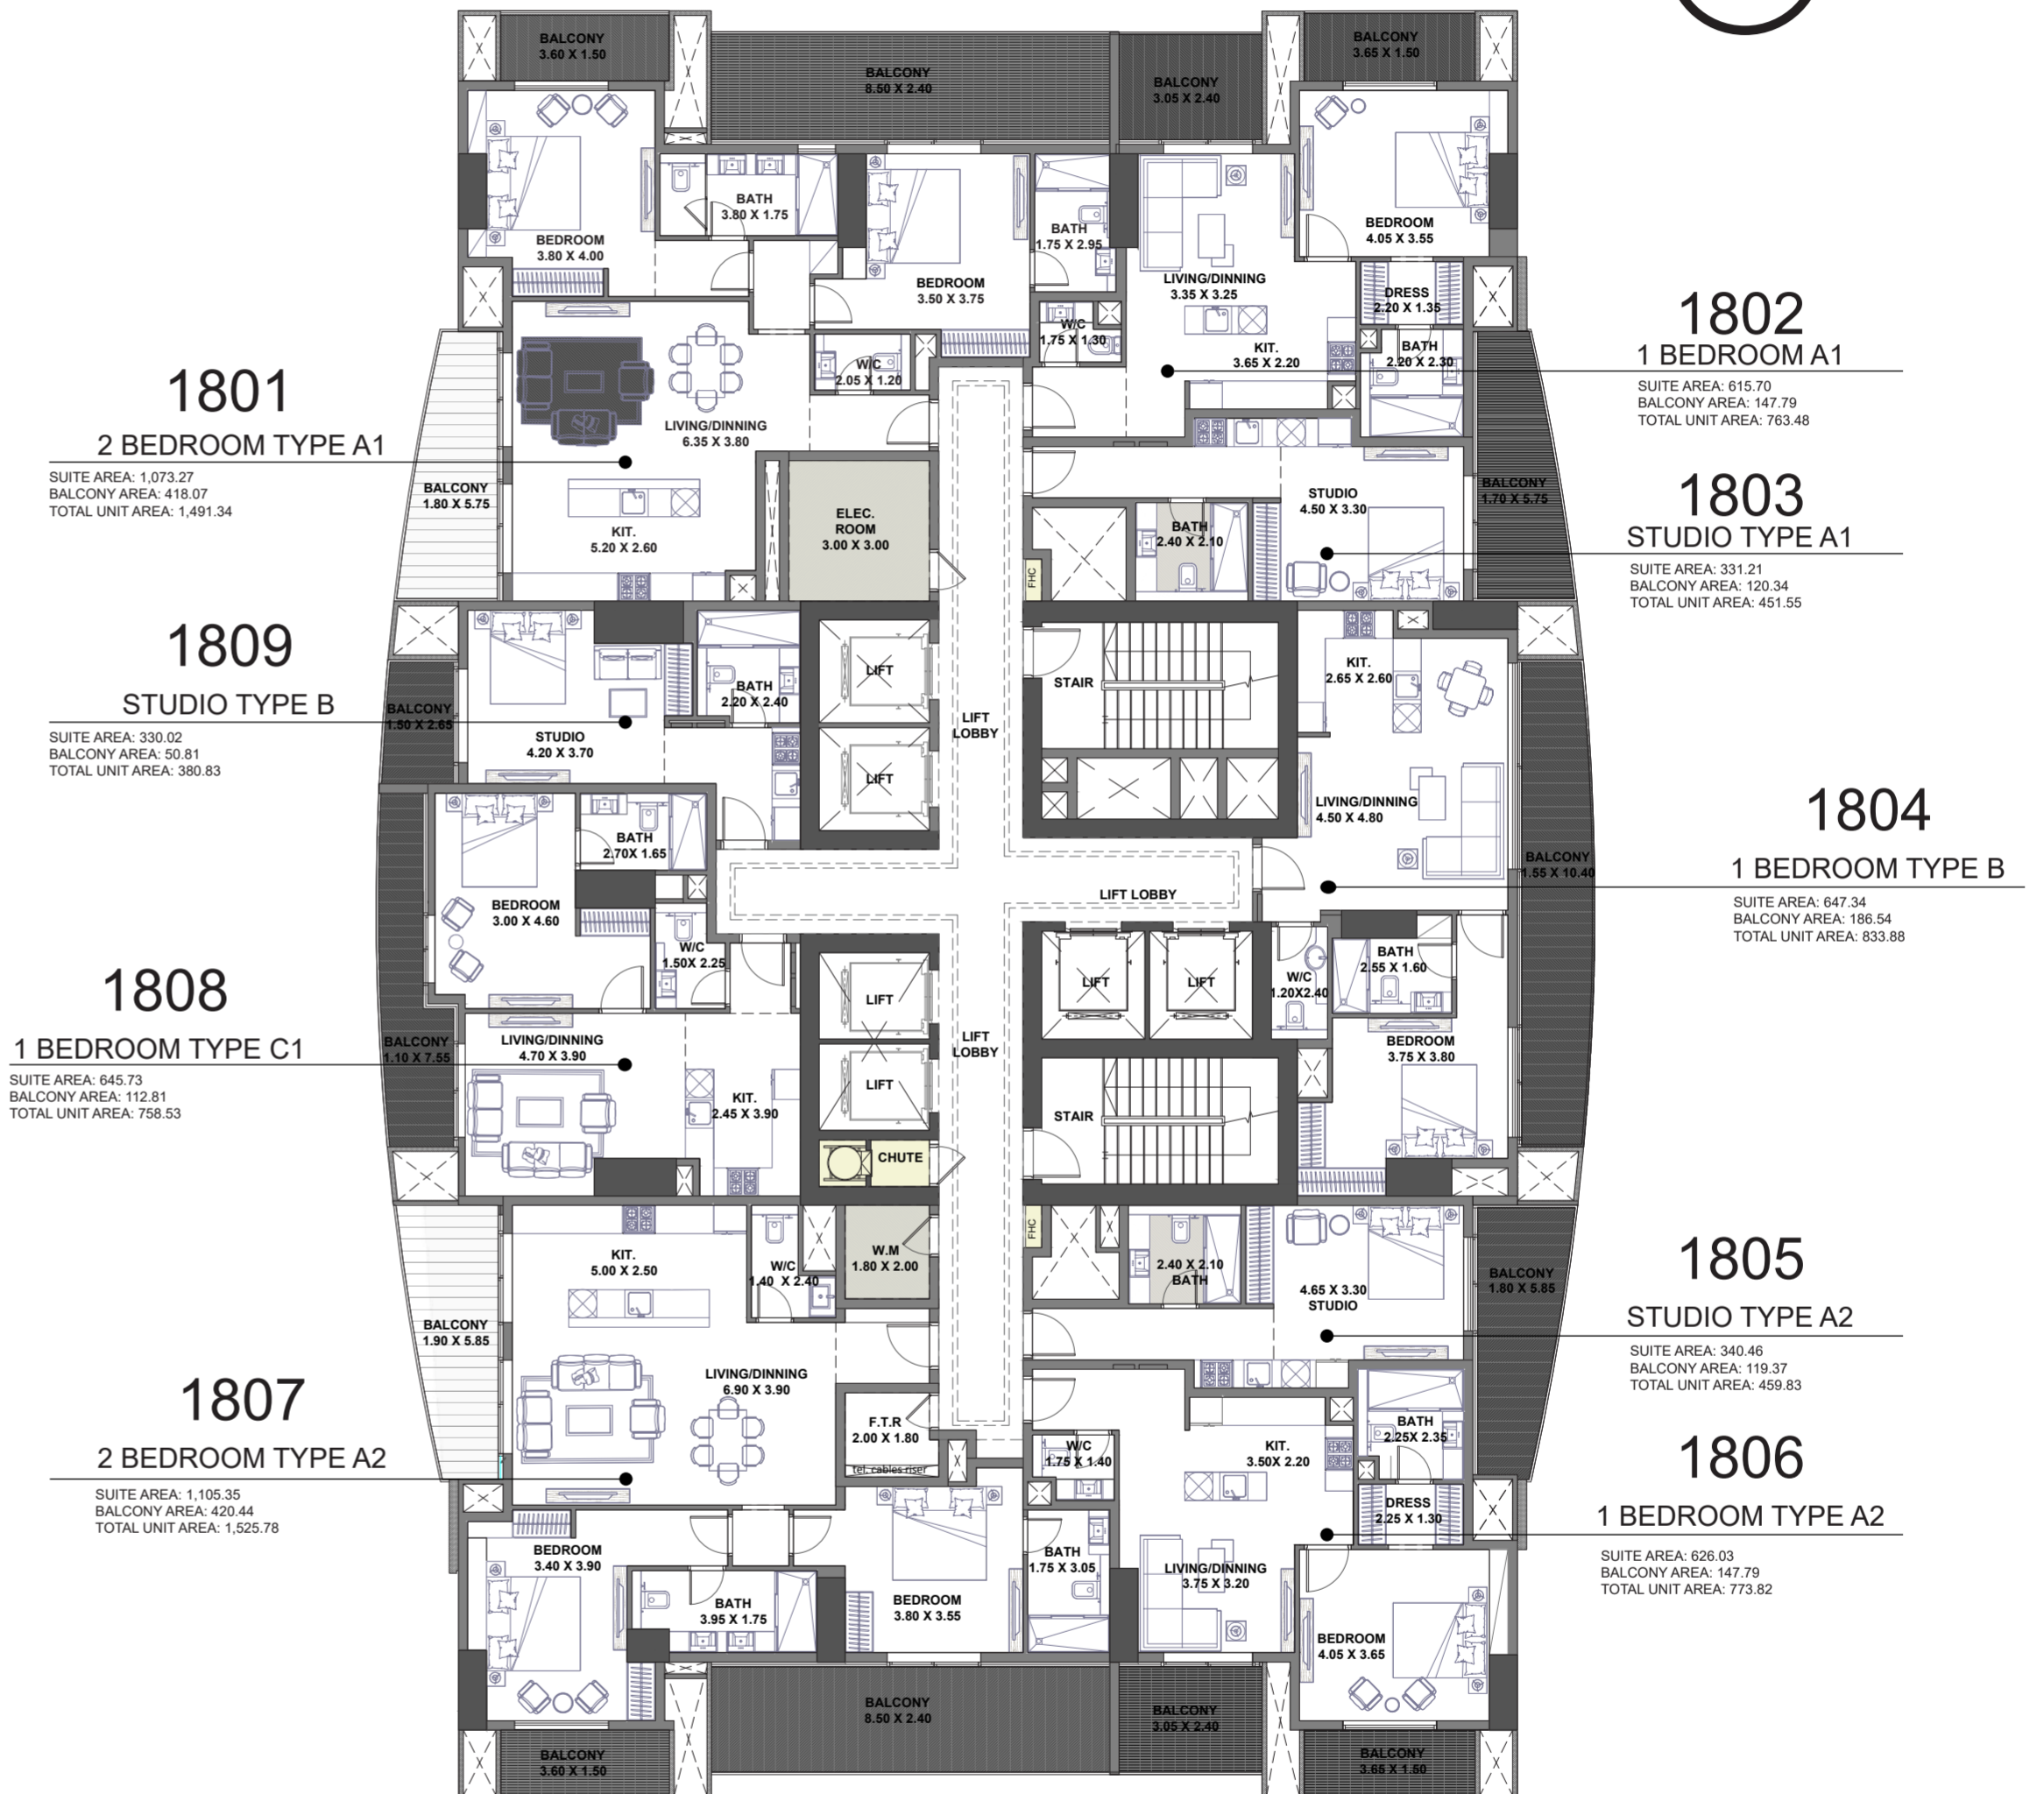 BALCONY
3.60 X 1.50
BALCONY
8.50 X 2.40
BALCONY
3.05 X 2.40
BALCONY
3.65 X 1.50
BEDROOM
3.80 X 4.00
BATH
3.80 X 1.75
BEDROOM
3.50 X 3.75
BATH
1.75 X 2.95
LIVING/DINNING
3.35 X 3.25
BEDROOM
4.05 X 3.55
DRESS
2.20 X 1.35
W/C
1.75 X 1.30
KIT.
3.65 X 2.20
BATH
2.20 X 2.30
W/C
2.05 X 1.20
1802
1 BEDROOM A1
SUITE AREA: 615.70
BALCONY AREA: 147.79
TOTAL UNIT AREA: 763.48
1801
2 BEDROOM TYPE A1
SUITE AREA: 1,073.27
BALCONY AREA: 418.07
TOTAL UNIT AREA: 1,491.34
LIVING/DINNING
6.35 X 3.80
BALCONY
1.80 X 5.75
KIT.
5.20 X 2.60
ELEC.
ROOM
3.00 X 3.00
FHC
BATH
2.40 X 2.10
STUDIO
4.50 X 3.30
BALCONY
1.70 X 5.75
1803
STUDIO TYPE A1
SUITE AREA: 331.21
BALCONY AREA: 120.34
TOTAL UNIT AREA: 451.55
1809
STUDIO TYPE B
SUITE AREA: 330.02
BALCONY AREA: 50.81
TOTAL UNIT AREA: 380.83
BALCONY
1.50 X 2.65
STUDIO
4.20 X 3.70
BATH
2.20 X 2.40
LIFT
LIFT
LIFT
LOBBY
STAIR
KIT.
2.65 X 2.60
LIVING/DINNING
4.50 X 4.80
BALCONY
1.55 X 10.40
1804
1 BEDROOM TYPE B
SUITE AREA: 647.34
BALCONY AREA: 186.54
TOTAL UNIT AREA: 833.88
BATH
2.70X 1.65
BEDROOM
3.00 X 4.60
W/C
1.50X 2.25
LIFT LOBBY
LIFT
LIFT
W/C
1.20X2.40
BATH
2.55 X 1.60
BEDROOM
3.75 X 3.80
1808
1 BEDROOM TYPE C1
SUITE AREA: 645.73
BALCONY AREA: 112.81
TOTAL UNIT AREA: 758.53
BALCONY
1.10 X 7.55
LIVING/DINNING
4.70 X 3.90
KIT.
2.45 X 3.90
LIFT
LIFT
LIFT
LOBBY
STAIR
CHUTE
KIT.
5.00 X 2.50
W/C
1.40 X 2.40
W.M
1.80 X 2.00
FHC
2.40 X 2.10
BATH
4.65 X 3.30
STUDIO
BALCONY
1.80 X 5.85
1805
STUDIO TYPE A2
SUITE AREA: 340.46
BALCONY AREA: 119.37
TOTAL UNIT AREA: 459.83
BALCONY
1.90 X 5.85
LIVING/DINNING
6.90 X 3.90
F.T.R
2.00 X 1.80
tel. cables riser
1807
2 BEDROOM TYPE A2
SUITE AREA: 1,105.35
BALCONY AREA: 420.44
TOTAL UNIT AREA: 1,525.78
W/C
1.75 X 1.40
KIT.
3.50X 2.20
BATH
2.25X 2.35
DRESS
2.25 X 1.30
1806
1 BEDROOM TYPE A2
SUITE AREA: 626.03
BALCONY AREA: 147.79
TOTAL UNIT AREA: 773.82
BEDROOM
3.40 X 3.90
BATH
3.95 X 1.75
BEDROOM
3.80 X 3.55
BATH
1.75 X 3.05
LIVING/DINNING
3.75 X 3.20
BEDROOM
4.05 X 3.65
BALCONY
8.50 X 2.40
BALCONY
3.05 X 2.40
BALCONY
3.60 X 1.50
BALCONY
3.65 X 1.50